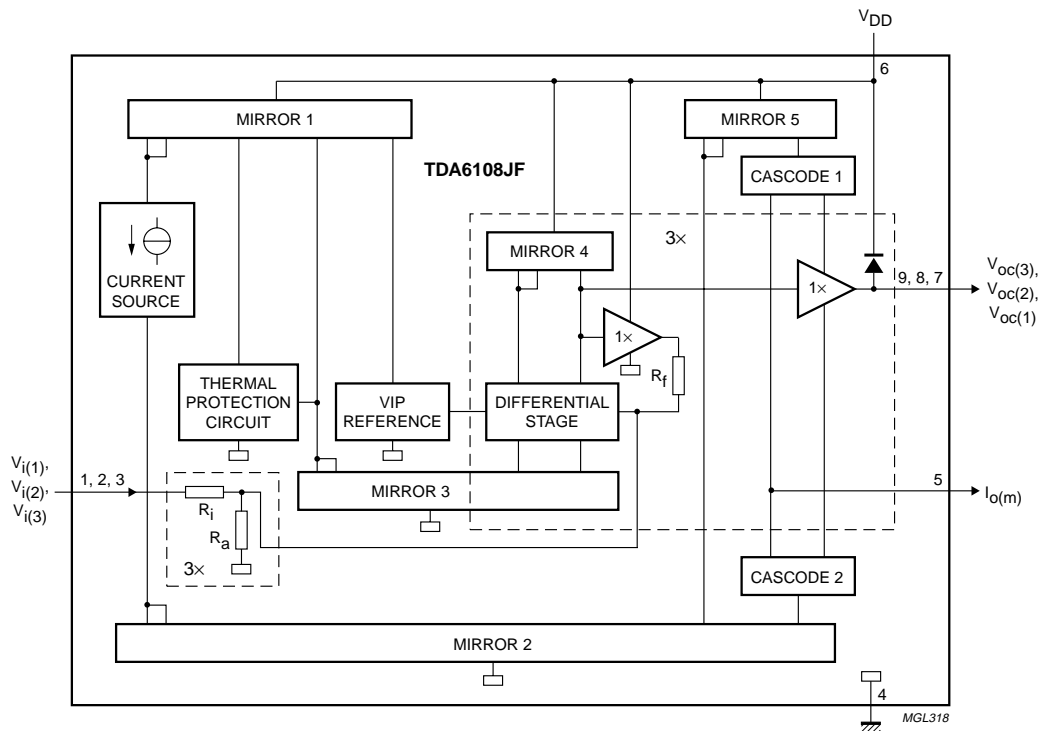 VDD
6
MIRROR 1
MIRROR 5
TDA6108JF
CASCODE 1
3×
MIRROR 4
CURRENT
SOURCE
1×
9, 8, 7
Voc(3),
Voc(2),
Voc(1)
1×
Rf
THERMAL
PROTECTION
CIRCUIT
VIP
REFERENCE
DIFFERENTIAL
STAGE
Vi(1),
Vi(2),
Vi(3)
1, 2, 3
MIRROR 3
5
Io(m)
Ri
Ra
3×
CASCODE 2
MIRROR 2
4
MGL318